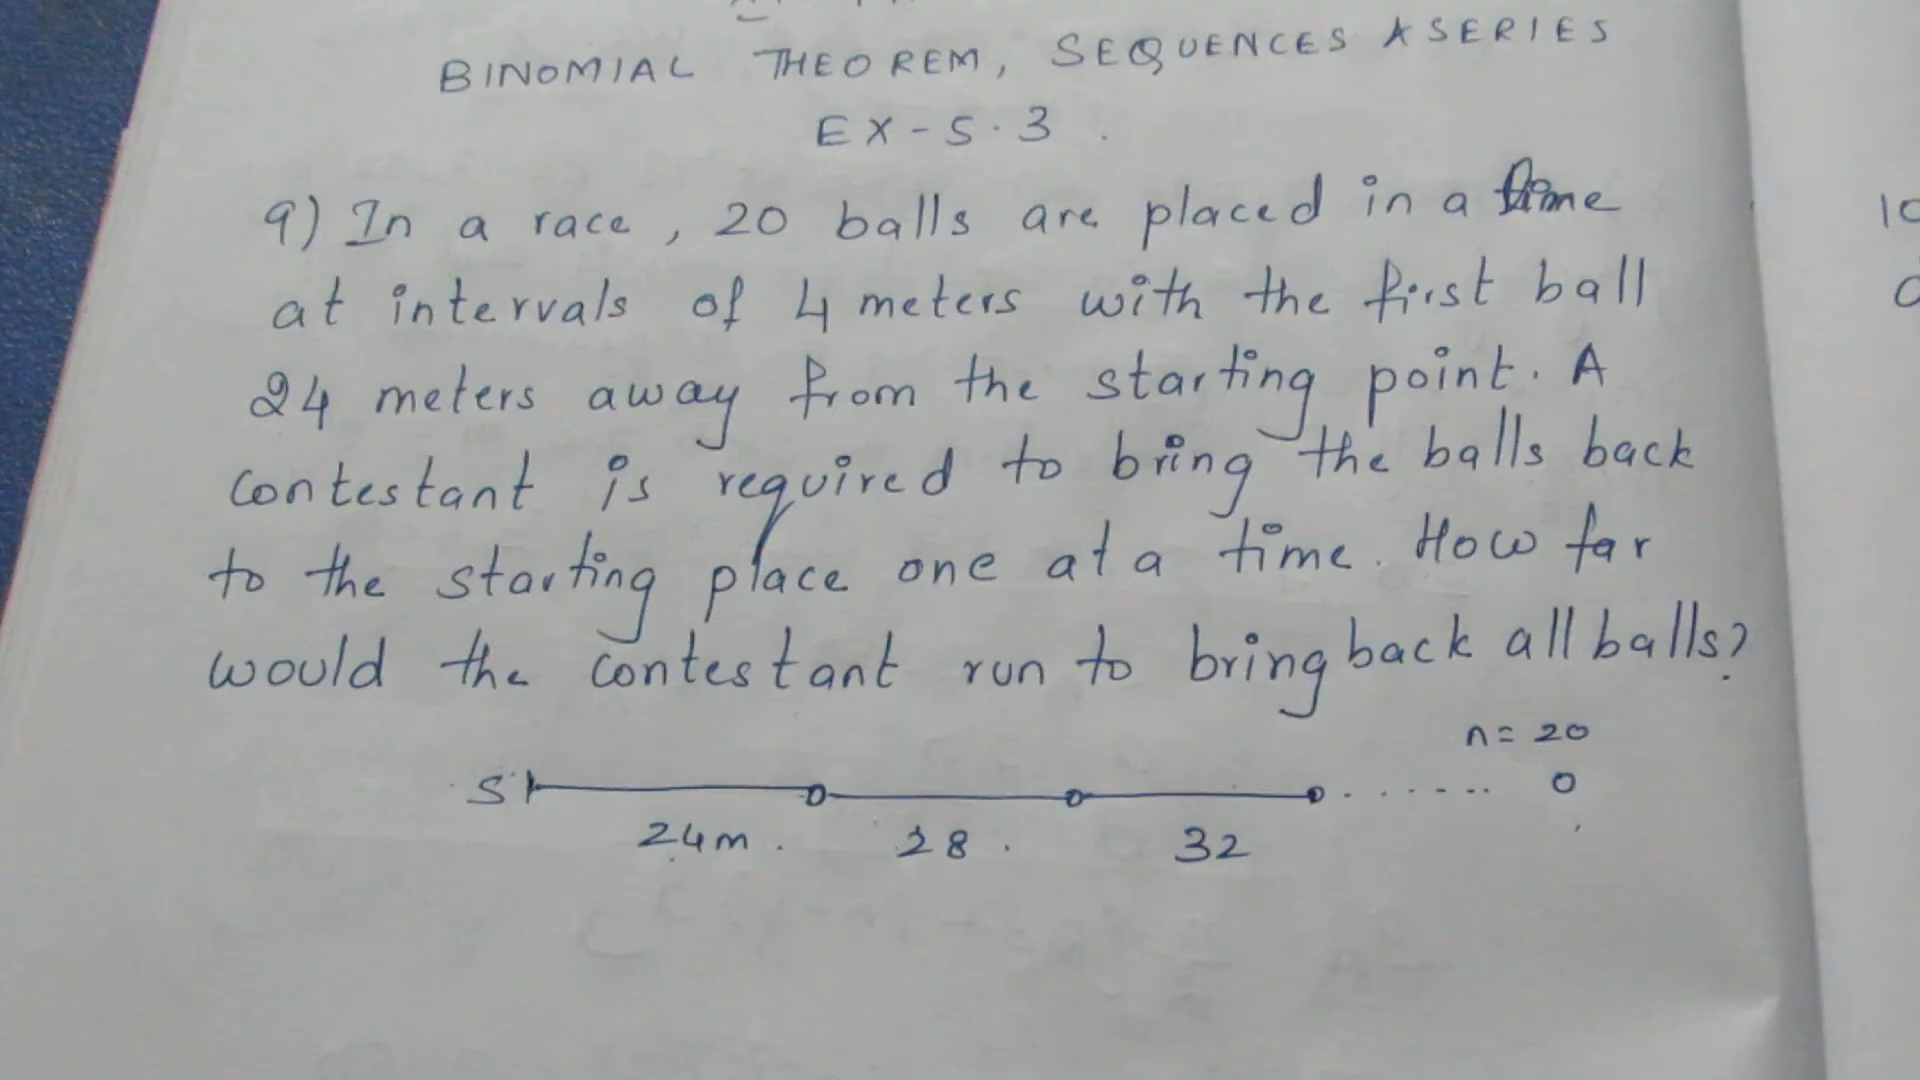 BINOMIAL THEOREM, SEQUENCES & SERIES
EX-5.3.
9) In a race, 20 balls are placed in a line
at intervals of 4 meters with the first ball
24 meters away from the starting point. A
contestant is required to bring the balls back
to the starting place one at a time. How far
would the contestant run to bring back all balls?
n = 20
S
24m. 28. 32